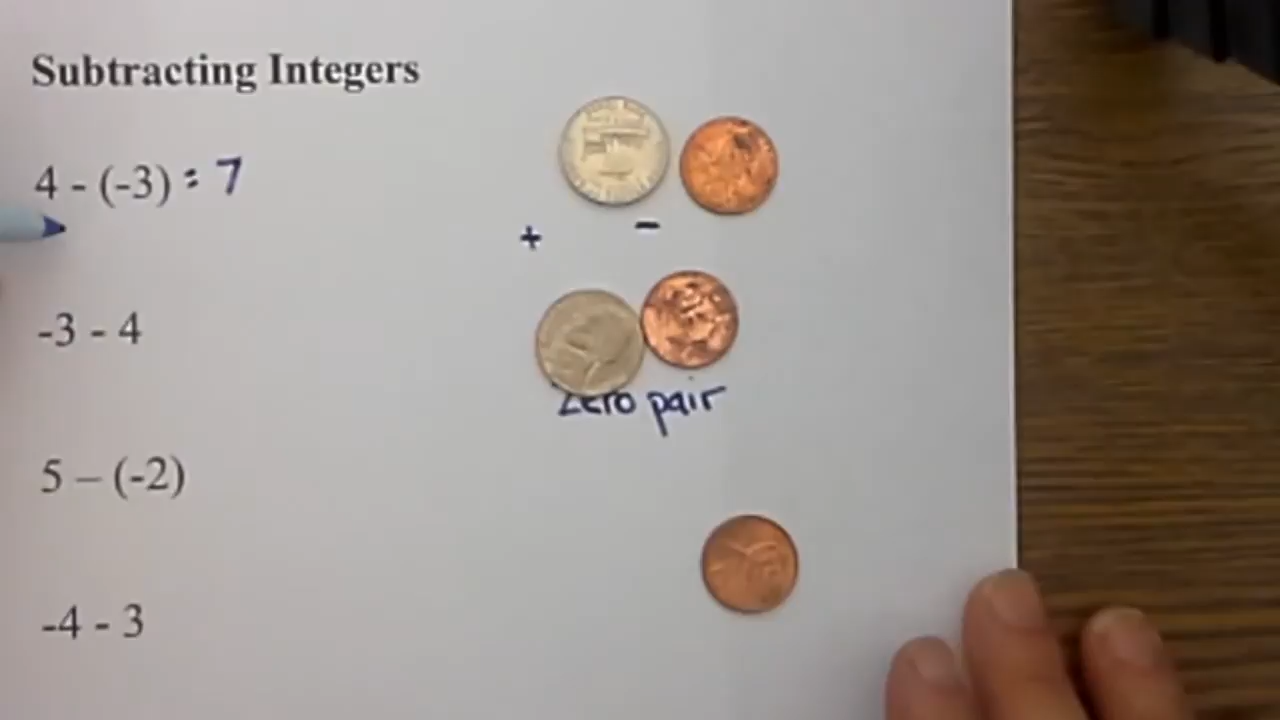 Subtracting Integers
4 - (-3) = 7
+ -
-3 - 4
zero pair
5 – (-2)
-4 - 3